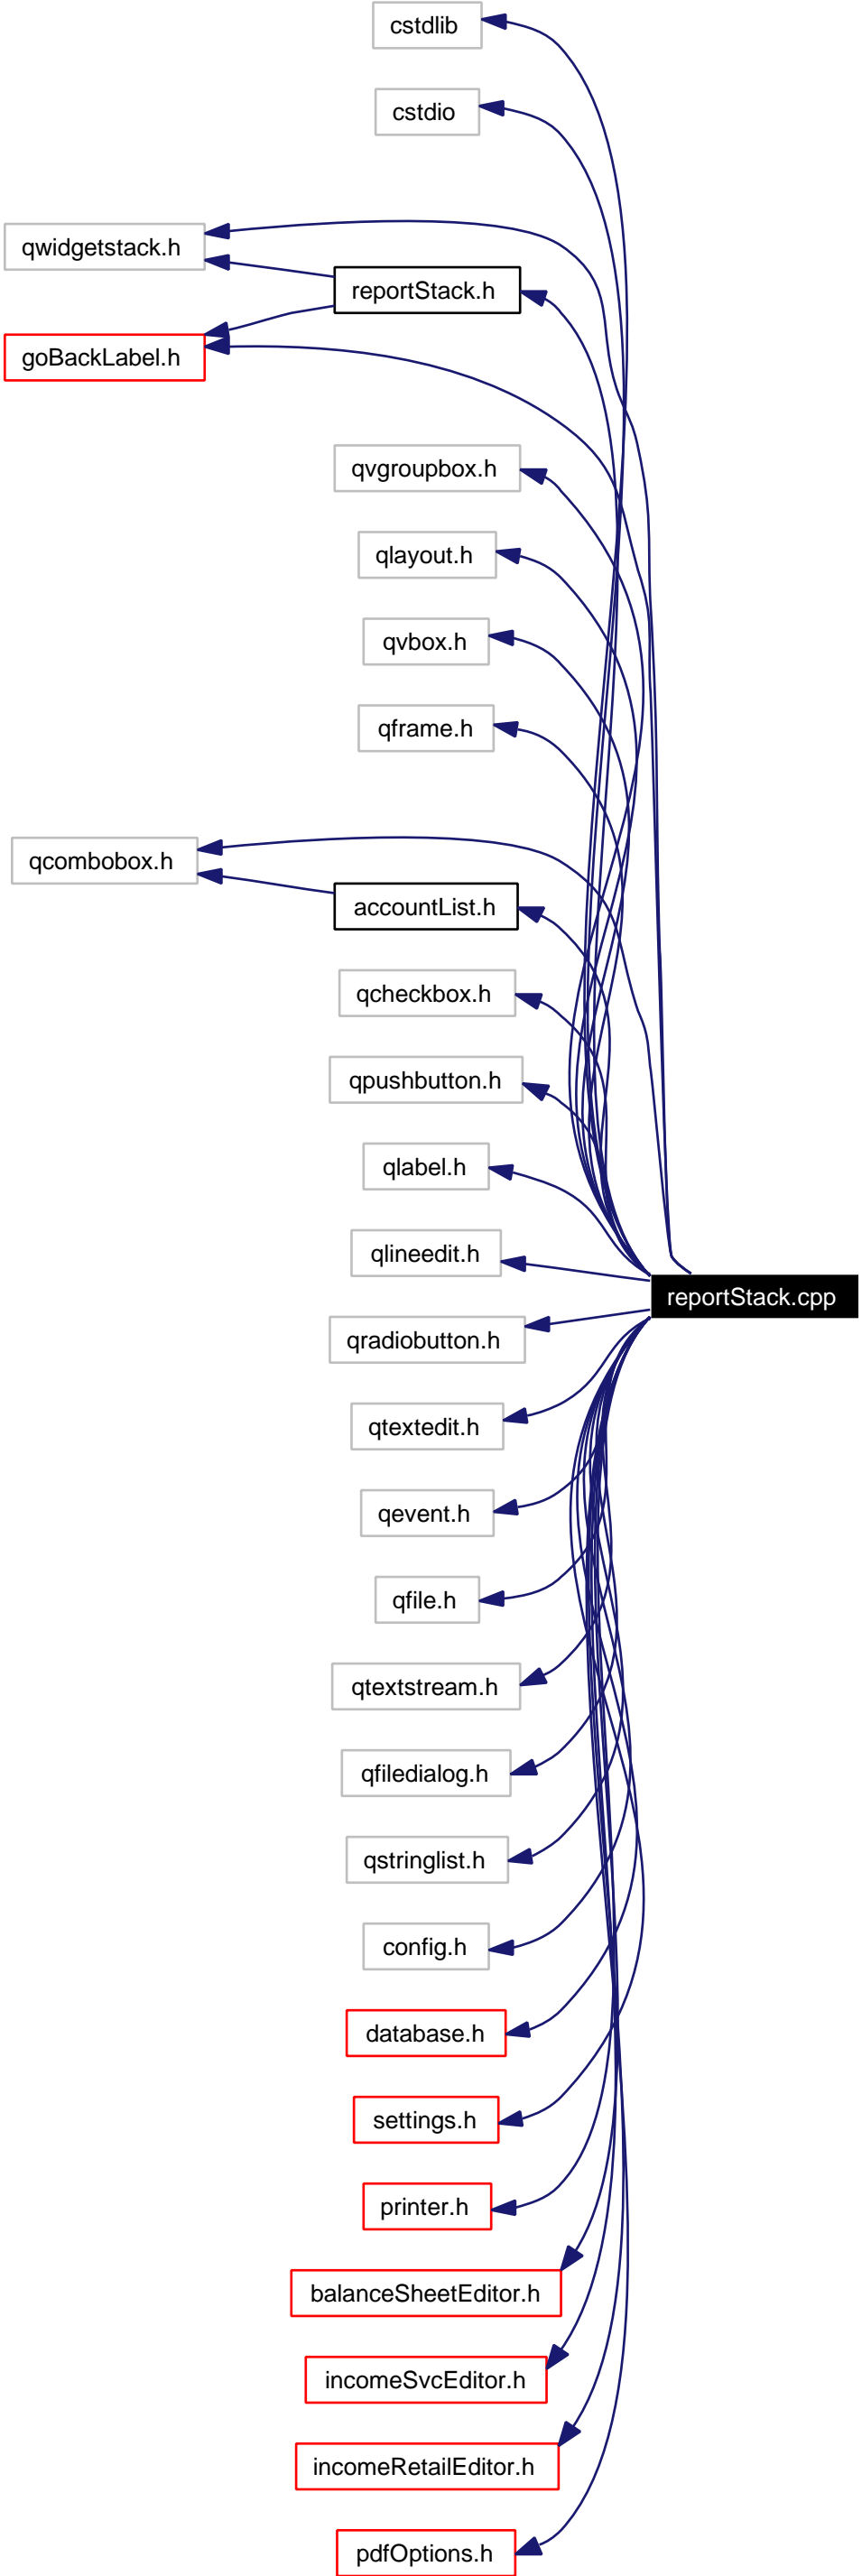 cstdlib
cstdio
qwidgetstack.h
reportStack.h
goBackLabel.h
qvgroupbox.h
qlayout.h
qvbox.h
qframe.h
qcombobox.h
accountList.h
qcheckbox.h
qpushbutton.h
qlabel.h
qlineedit.h
reportStack.cpp
qradiobutton.h
qtextedit.h
qevent.h
qfile.h
qtextstream.h
qfiledialog.h
qstringlist.h
config.h
database.h
settings.h
printer.h
balanceSheetEditor.h
incomeSvcEditor.h
incomeRetailEditor.h
pdfOptions.h